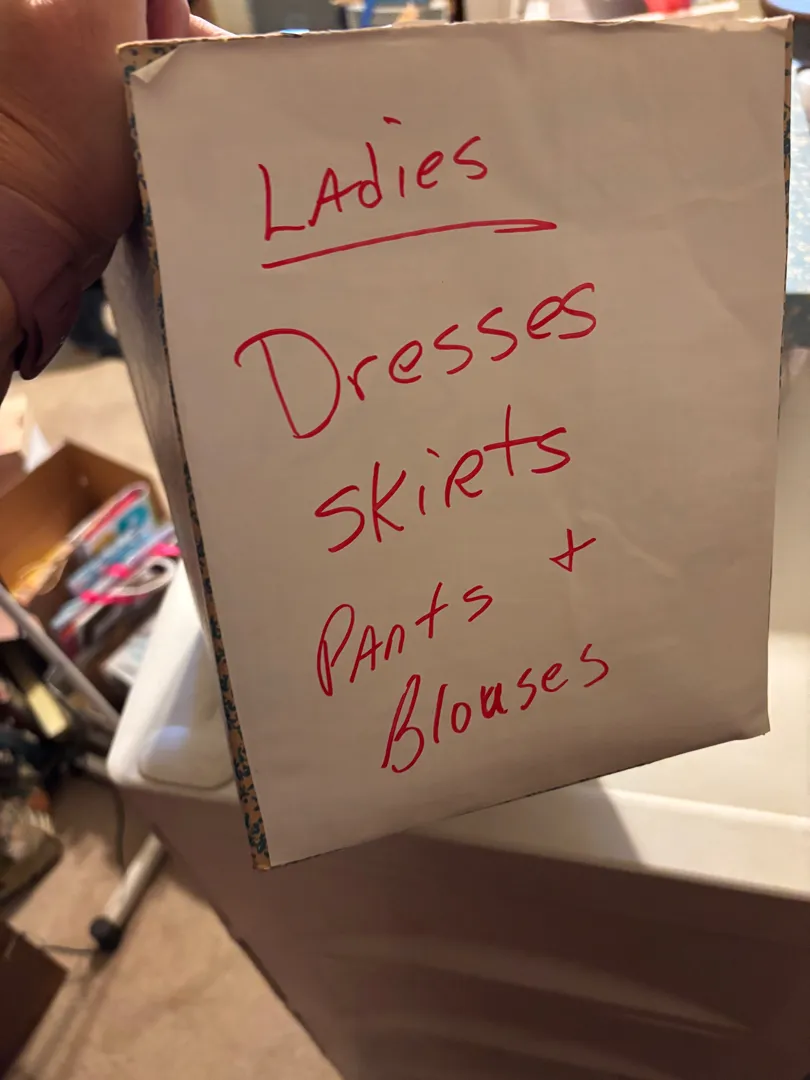 LAdies
Dresses
SKiRts
PAnts +
Blouses